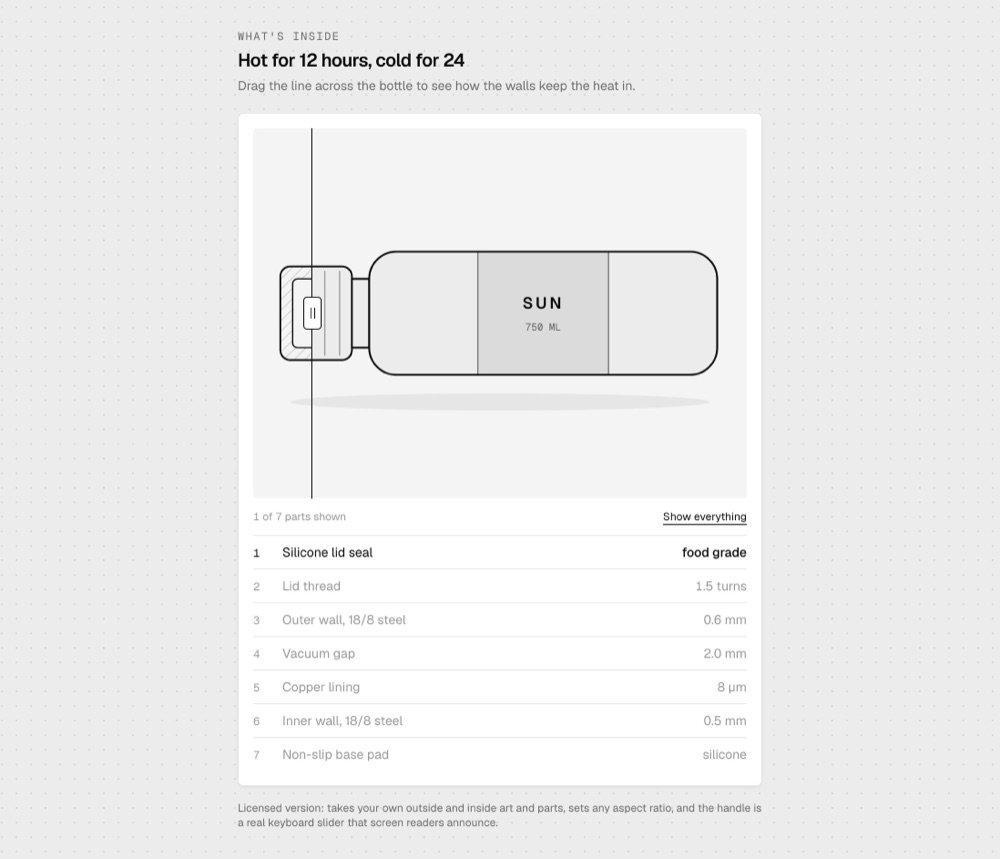 WHAT'S INSIDE
Hot for 12 hours, cold for 24
Drag the line across the bottle to see how the walls keep the heat in.
SUN
750 ML
1 of 7 parts shown
Show everything
1 Silicone lid seal food grade
2 Lid thread 1.5 turns
3 Outer wall, 18/8 steel 0.6 mm
4 Vacuum gap 2.0 mm
5 Copper lining 8 µm
6 Inner wall, 18/8 steel 0.5 mm
7 Non-slip base pad silicone
Licensed version: takes your own outside and inside art and parts, sets any aspect ratio, and the handle is
a real keyboard slider that screen readers announce.